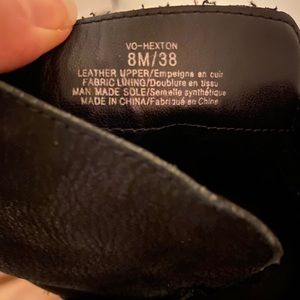 VO-HEXTON
8M/38
LEATHER UPPER/Empeigne en cuir
FABRIC LINING/Doublure en tissu
MAN MADE SOLE/Semelle synthétique
MADE IN CHINA/Fabriqué en Chine